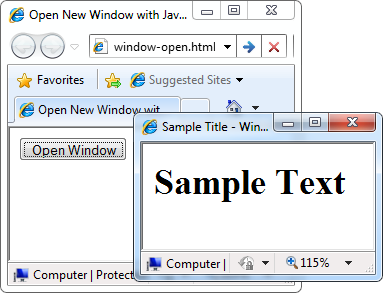 Open New Window with Jav...
window-open.html
Favorites
Suggested Sites
Open New Window wit
Open Window
Computer | Protect
Sample Title - Win...
Sample Text
Computer |
115%